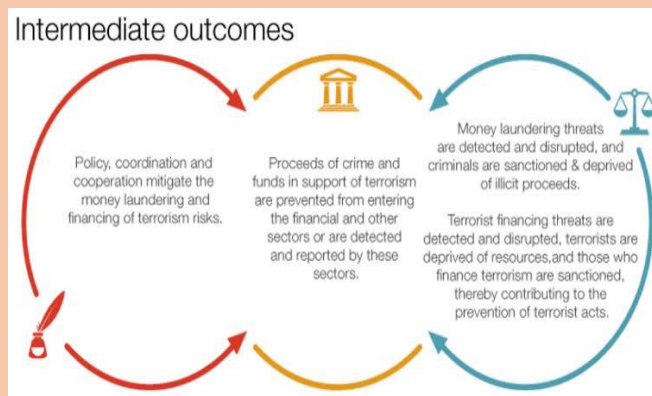 Intermediate outcomes
Policy, coordination and
cooperation mitigate the
money laundering and
financing of terrorism risks.
Proceeds of crime and
funds in support of terrorism
are prevented from entering
the financial and other
sectors or are detected
and reported by these
sectors.
Money laundering threats
are detected and disrupted, and
criminals are sanctioned & deprived
of illicit proceeds.
Terrorist financing threats are
detected and disrupted, terrorists are
deprived of resources,and those who
finance terrorism are sanctioned,
thereby contributing to the
prevention of terrorist acts.